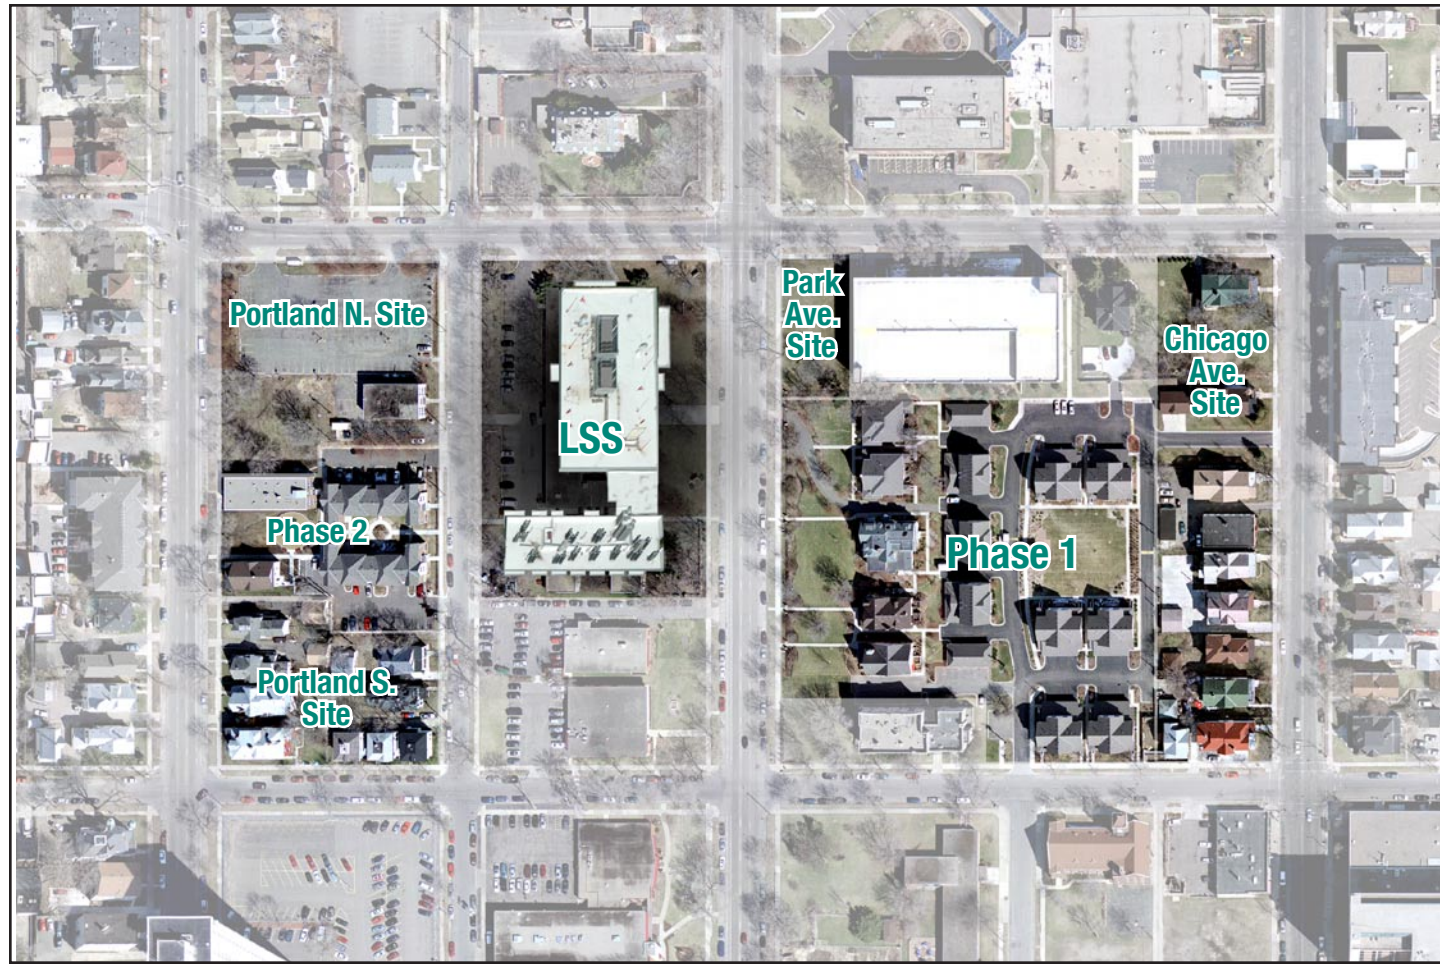 Portland N. Site
Park
Ave.
Site
Chicago
Ave.
Site
LSS
Phase 2
Phase 1
Portland S.
Site